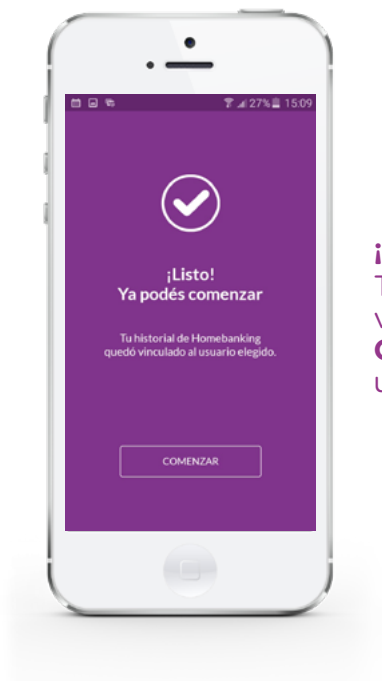 27% 15:09
¡Listo!
Ya podés comenzar
Tu historial de Homebanking
quedó vinculado al usuario elegido.
COMENZAR